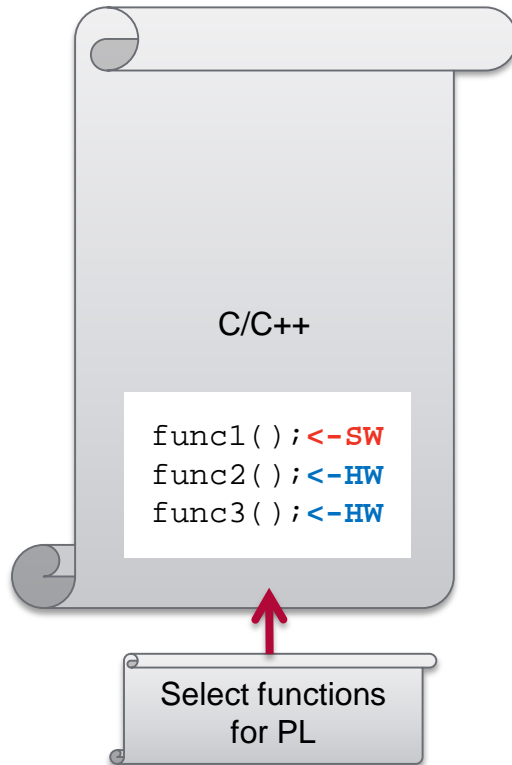 C/C++
func1();<-SW
func2();<-HW
func3();<-HW
Select functions
for PL